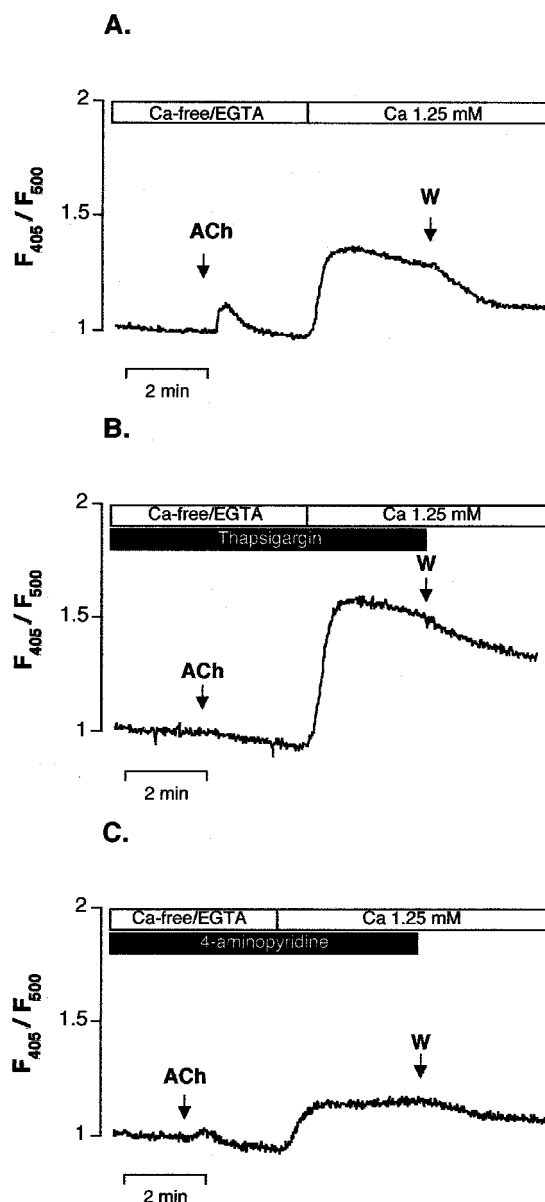 A.
2
Ca-free/EGTA Ca 1.25 mM
W
1.5
ACh
F405 / F500
1
2 min
B.
2
Ca-free/EGTA Ca 1.25 mM
Thapsigargin
W
1.5
F405 / F500
ACh
1
2 min
C.
2
Ca-free/EGTA Ca 1.25 mM
4-aminopyridine
1.5
F405 / F500
W
ACh
1
2 min